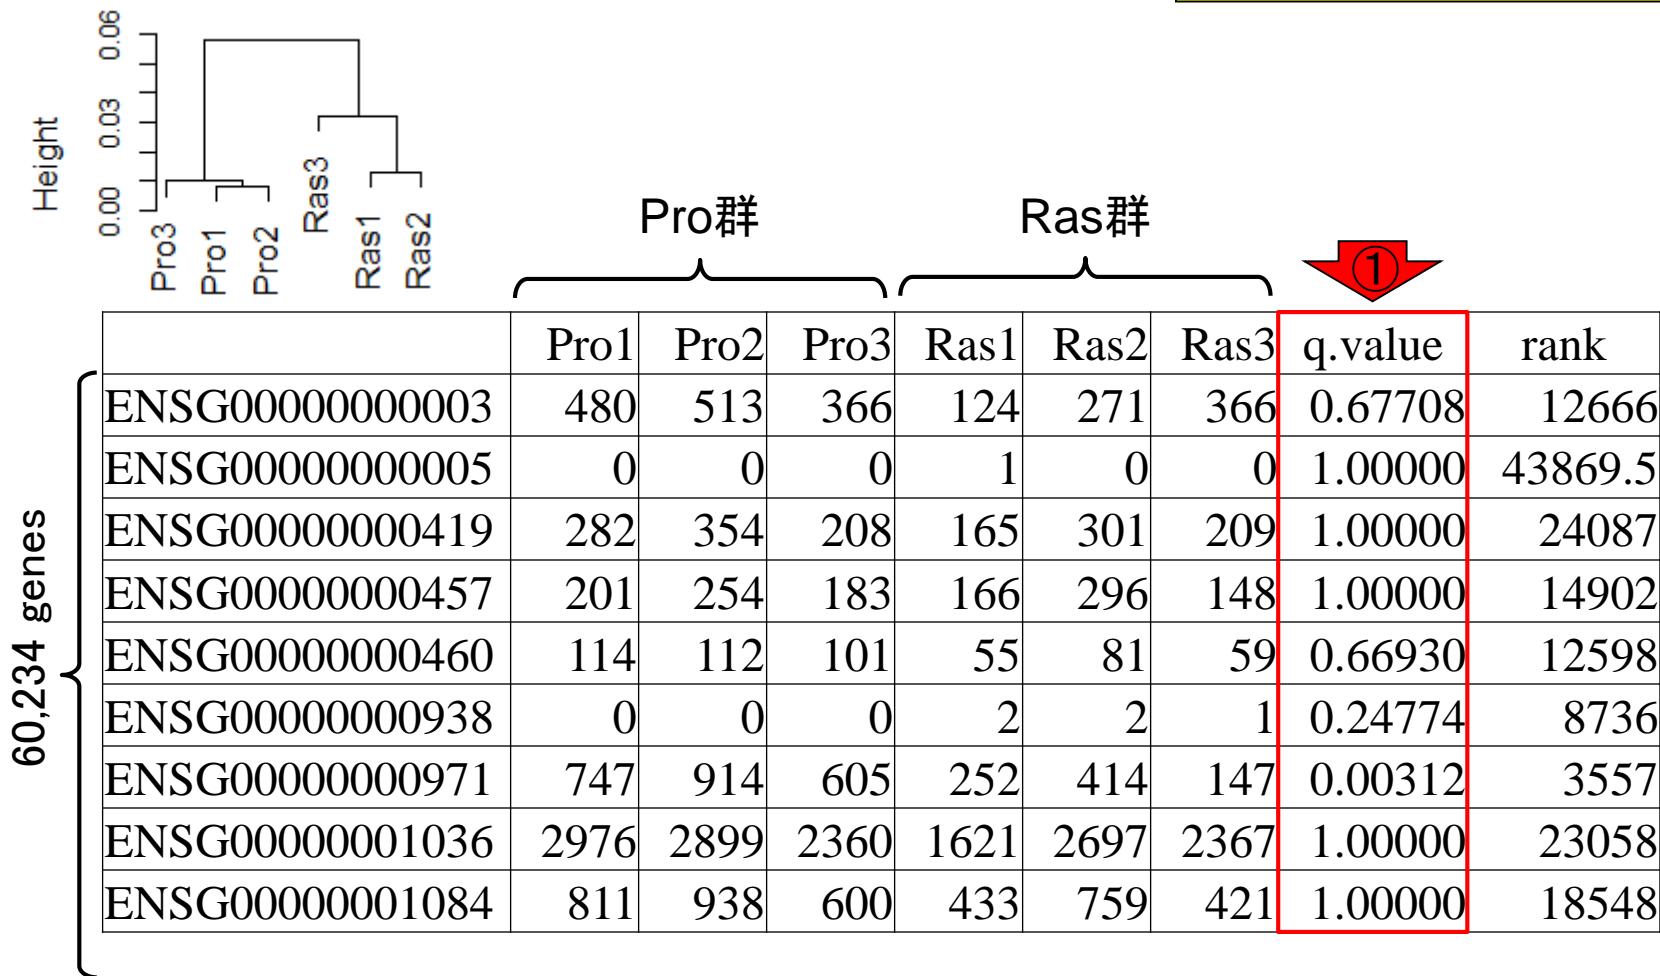 Height
0.00 0.03 0.06
Pro3
Pro1
Pro2
Ras3
Ras1
Ras2
Pro群 Ras群
①
Pro1 Pro2 Pro3 Ras1 Ras2 Ras3 q.value rank
60,234 genes
ENSG00000000003 480 513 366 124 271 366 0.67708 12666
ENSG00000000005 0 0 0 1 0 0 1.00000 43869.5
ENSG00000000419 282 354 208 165 301 209 1.00000 24087
ENSG00000000457 201 254 183 166 296 148 1.00000 14902
ENSG00000000460 114 112 101 55 81 59 0.66930 12598
ENSG00000000938 0 0 0 2 2 1 0.24774 8736
ENSG00000000971 747 914 605 252 414 147 0.00312 3557
ENSG00000001036 2976 2899 2360 1621 2697 2367 1.00000 23058
ENSG00000001084 811 938 600 433 759 421 1.00000 18548